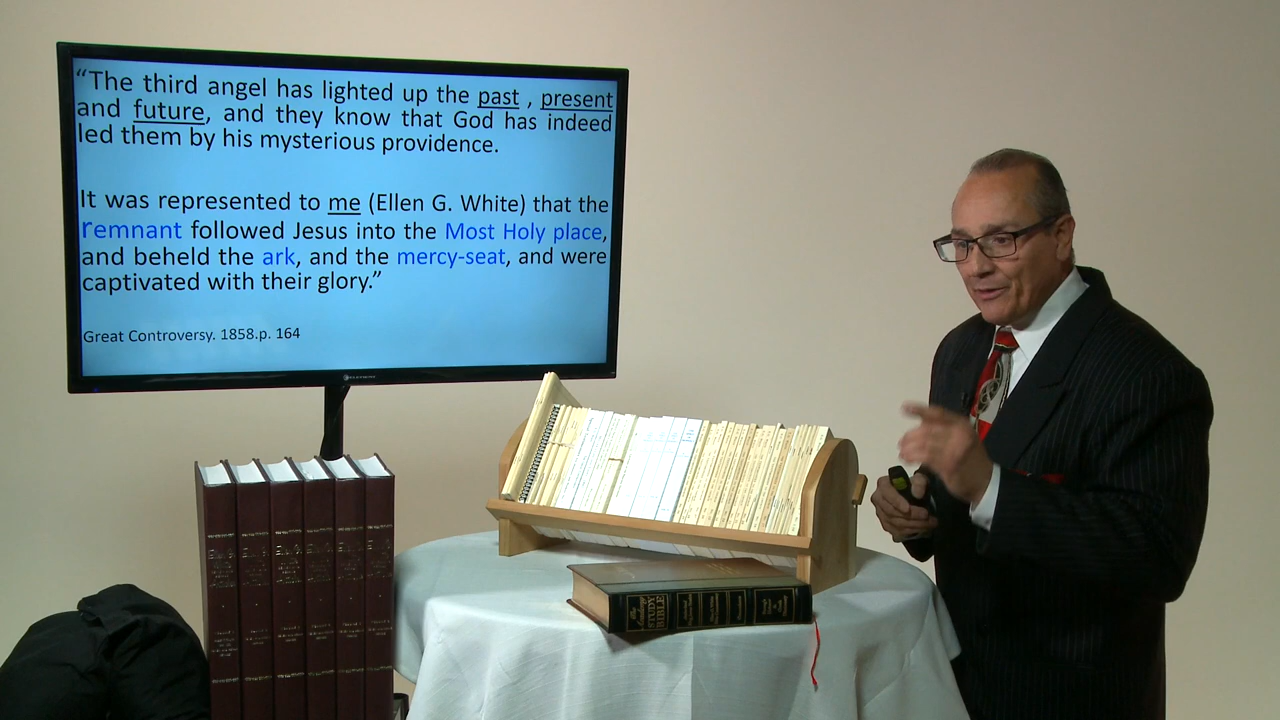 “The third angel has lighted up the past , present
and future, and they know that God has indeed
led them by his mysterious providence.
It was represented to me (Ellen G. White) that the
remnant followed Jesus into the Most Holy place,
and beheld the ark, and the mercy-seat, and were
captivated with their glory.”
Great Controversy. 1858.p. 164
STUDY
BIBLE